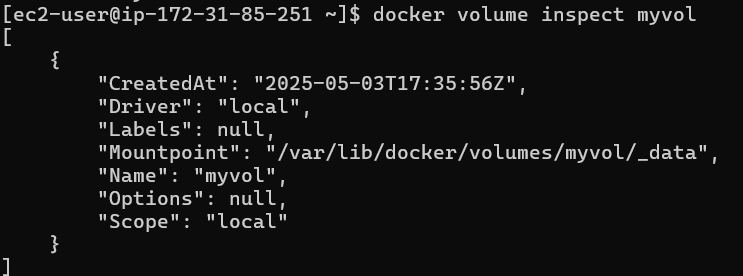 [ec2-user@ip-172-31-85-251 ~]$ docker volume inspect myvol
[
    {
        "CreatedAt": "2025-05-03T17:35:56Z",
        "Driver": "local",
        "Labels": null,
        "Mountpoint": "/var/lib/docker/volumes/myvol/_data",
        "Name": "myvol",
        "Options": null,
        "Scope": "local"
    }
]